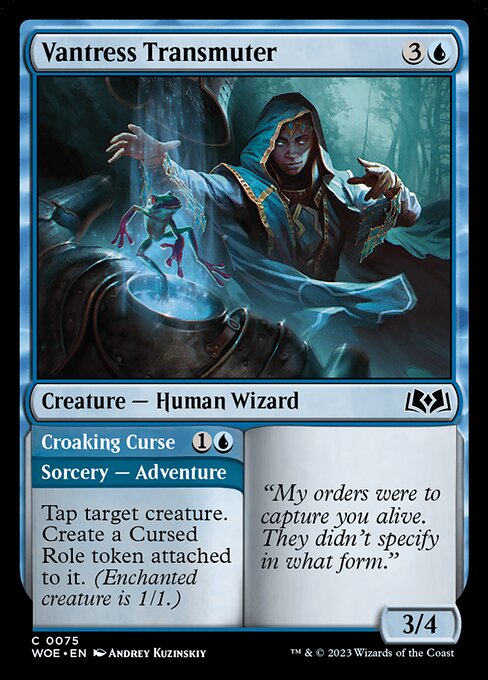 Vantress Transmuter 3
Creature — Human Wizard
Croaking Curse 1
Sorcery — Adventure
Tap target creature.
Create a Cursed
Role token attached
to it. (Enchanted
creature is 1/1.)
“My orders were to
capture you alive.
They didn’t specify
in what form.”
3/4
C 0075
WOE • EN Andrey Kuzinskiy
™ & © 2023 Wizards of the Coast